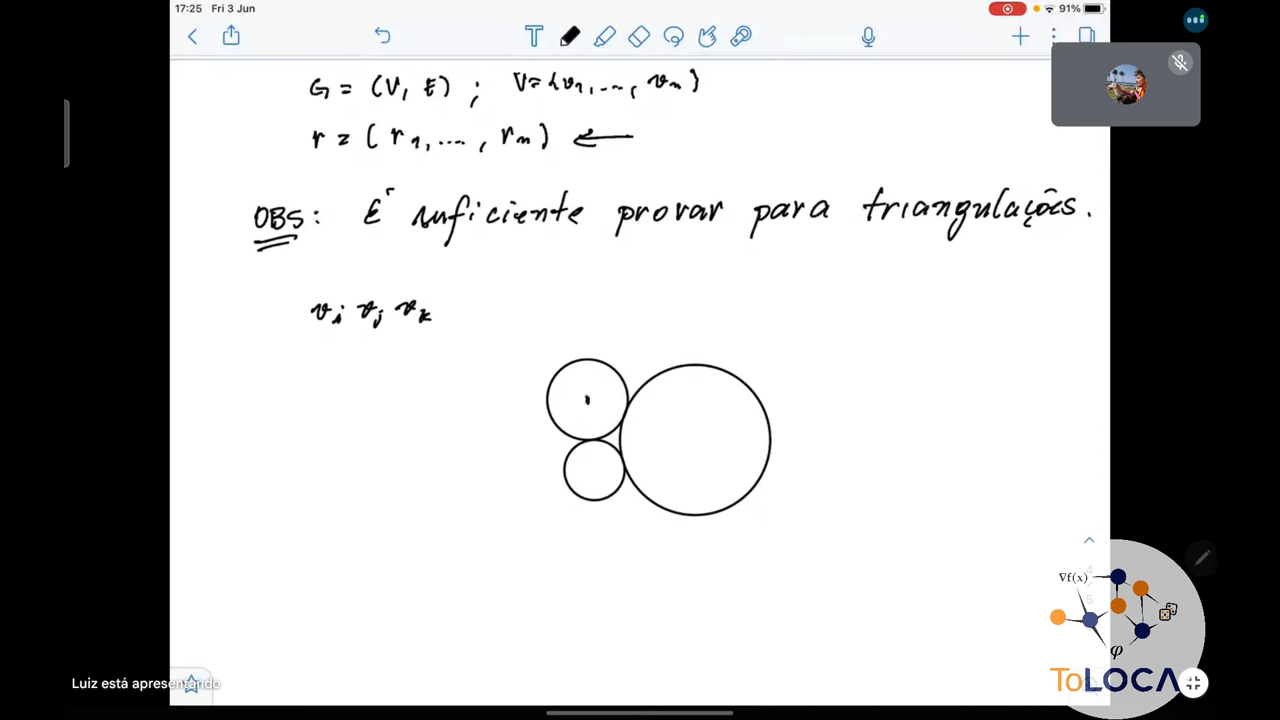 17:25 Fri 3 Jun
91%
G = (V, E) ; V={v1,..., vn}
r = ( r1,...., rn) ⟸
OBS: É suficiente provar para triangulações.
vi vj vk
∇f(x)
φ
ToLOCA
Luiz está apresentando